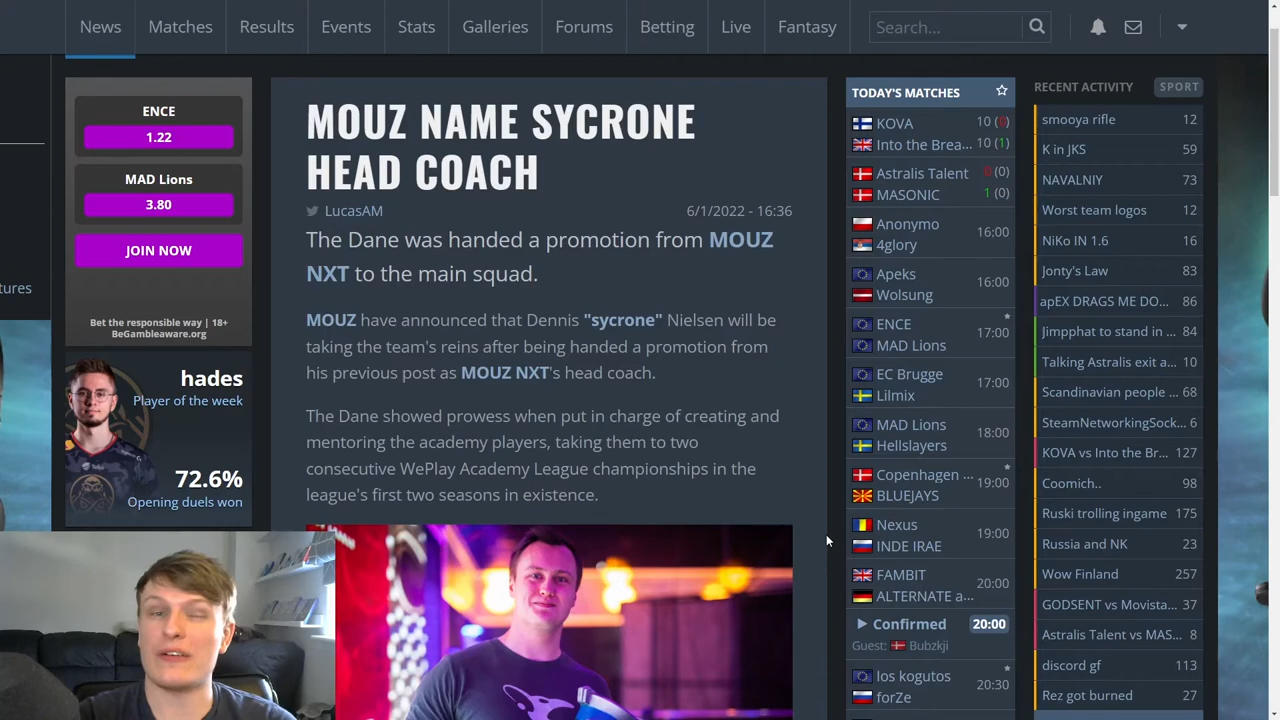 News Matches Results Events Stats Galleries Forums Betting Live Fantasy Search...
ENCE
1.22
MAD Lions
3.80
JOIN NOW
Bet the responsible way | 18+
BeGambleaware.org
tures
hades
Player of the week
72.6%
Opening duels won
MOUZ NAME SYCRONE
HEAD COACH
LucasAM 6/1/2022 - 16:36
The Dane was handed a promotion from MOUZ
NXT to the main squad.
MOUZ have announced that Dennis "sycrone" Nielsen will be
taking the team's reins after being handed a promotion from
his previous post as MOUZ NXT's head coach.
The Dane showed prowess when put in charge of creating and
mentoring the academy players, taking them to two
consecutive WePlay Academy League championships in the
league's first two seasons in existence.
TODAY'S MATCHES
KOVA 10 (0)
Into the Brea... 10 (1)
Astralis Talent 0 (0)
MASONIC 1 (0)
Anonymo
4glory
16:00
Apeks
Wolsung
16:00
ENCE
MAD Lions
17:00
EC Brugge
Lilmix
17:00
MAD Lions
Hellslayers
18:00
Copenhagen ...
BLUEJAYS
19:00
Nexus
INDE IRAE
19:00
FAMBIT
ALTERNATE a...
20:00
Confirmed 20:00
Guest: Bubzkji
los kogutos
forZe
20:30
RECENT ACTIVITY SPORT
smooya rifle 12
K in JKS 59
NAVALNIY 73
Worst team logos 12
NiKo IN 1.6 16
Jonty's Law 83
apEX DRAGS ME DO... 86
Jimpphat to stand in ... 84
Talking Astralis exit a... 10
Scandinavian people ... 68
SteamNetworkingSock... 6
KOVA vs Into the Br... 127
Coomich.. 98
Ruski trolling ingame 175
Russia and NK 23
Wow Finland 257
GODSENT vs Movista... 37
Astralis Talent vs MAS... 8
discord gf 113
Rez got burned 27